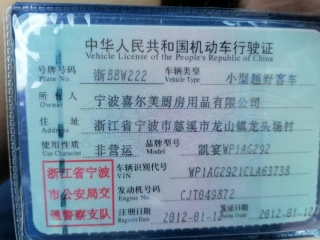 中华人民共和国机动车行驶证
Vehicle License of the People's Republic of China
号牌号码 浙BBW222 车辆类型 小型越野客车
Plate No. Vehicle Type
所有人 宁波喜尔美厨房用品有限公司
Owner
住址 浙江省宁波市慈溪市龙山镇龙头场村
Address
使用性质 非营运 品牌型号 凯宴WP1AG292
Use Character Model
浙江省宁波市公安局交通警察支队
车辆识别代号 WP1AG2921CLA63738
VIN
发动机号码 CJT049872
Engine No.
注册日期 2012-01-12 发证日期 2012-01-12
Register Date Issue Date